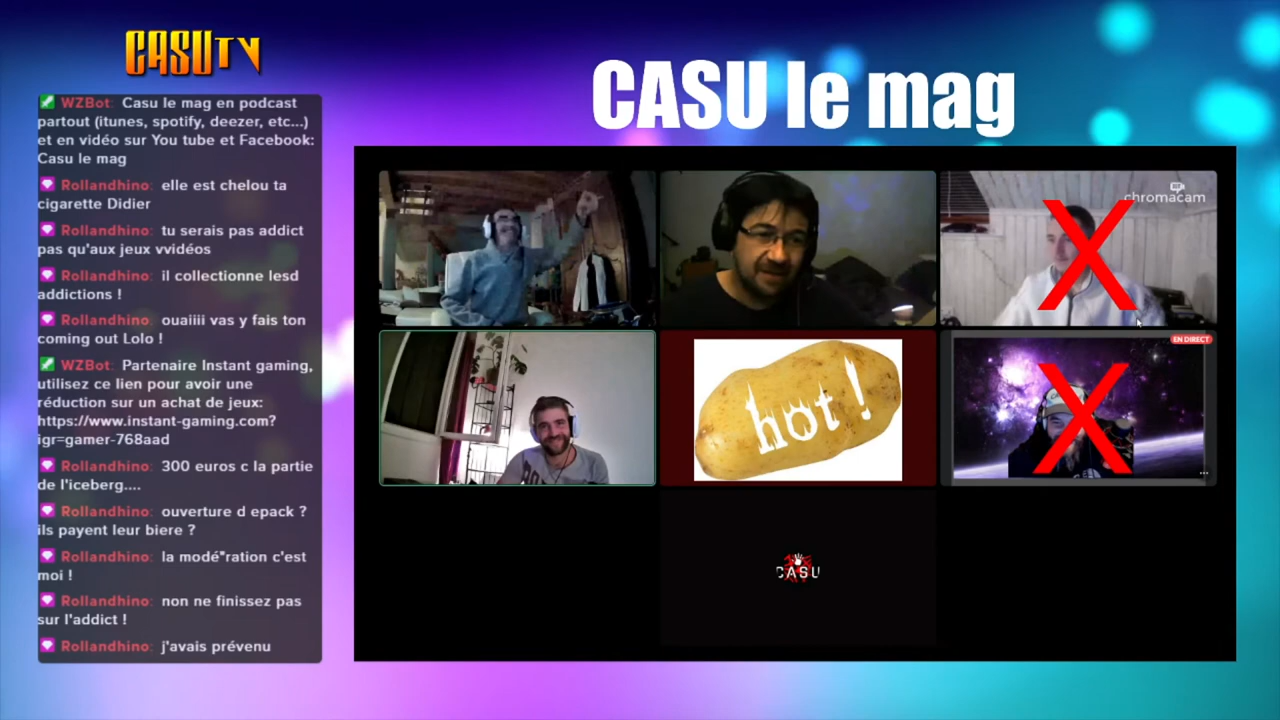 CASUTV
CASU le mag
WZBot: Casu le mag en podcast
partout (itunes, spotify, deezer, etc...)
et en vidéo sur You tube et Facebook:
Casu le mag
Rollandhino: elle est chelou ta
cigarette Didier
Rollandhino: tu serais pas addict
pas qu'aux jeux vvidéos
Rollandhino: il collectionne lesd
addictions !
Rollandhino: ouaiiii vas y fais ton
coming out Lolo !
WZBot: Partenaire Instant gaming,
utilisez ce lien pour avoir une
réduction sur un achat de jeux:
https://www.instant-gaming.com?
igr=gamer-768aad
Rollandhino: 300 euros c la partie
de l'iceberg....
Rollandhino: ouverture d epack ?
ils payent leur biere ?
Rollandhino: la modé"ration c'est
moi !
Rollandhino: non ne finissez pas
sur l'addict !
Rollandhino: j'avais prévenu
chromacam
X
hot !
EN DIRECT
X
CASU